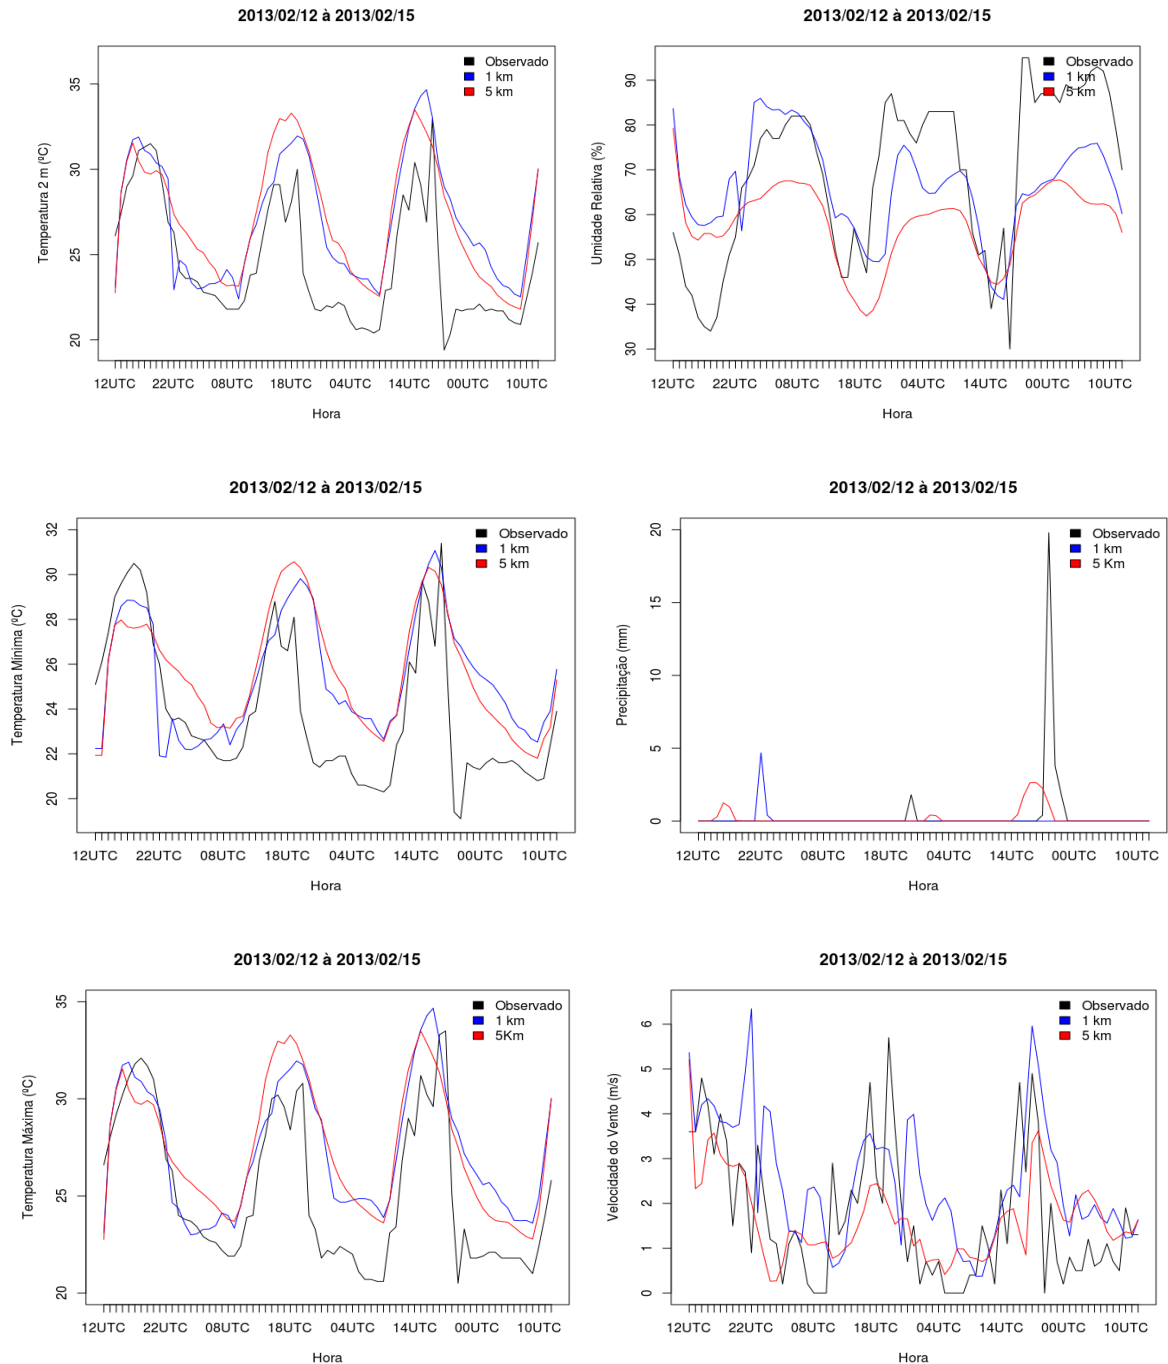 2013/02/12 à 2013/02/15
Temperatura 2 m (ºC)
35
30
25
20
Observado
1 km
5 km
12UTC 22UTC 08UTC 18UTC 04UTC 14UTC 00UTC 10UTC
Hora
2013/02/12 à 2013/02/15
Umidade Relativa (%)
90
80
70
60
50
40
30
Observado
1 km
5 km
12UTC 22UTC 08UTC 18UTC 04UTC 14UTC 00UTC 10UTC
Hora
2013/02/12 à 2013/02/15
Temperatura Mínima (ºC)
32
30
28
26
24
22
20
Observado
1 km
5 km
12UTC 22UTC 08UTC 18UTC 04UTC 14UTC 00UTC 10UTC
Hora
2013/02/12 à 2013/02/15
Precipitação (mm)
20
15
10
5
0
Observado
1 km
5 Km
12UTC 22UTC 08UTC 18UTC 04UTC 14UTC 00UTC 10UTC
Hora
2013/02/12 à 2013/02/15
Temperatura Máxima (ºC)
35
30
25
20
Observado
1 km
5Km
12UTC 22UTC 08UTC 18UTC 04UTC 14UTC 00UTC 10UTC
Hora
2013/02/12 à 2013/02/15
Velocidade do Vento (m/s)
6
5
4
3
2
1
0
Observado
1 km
5 km
12UTC 22UTC 08UTC 18UTC 04UTC 14UTC 00UTC 10UTC
Hora